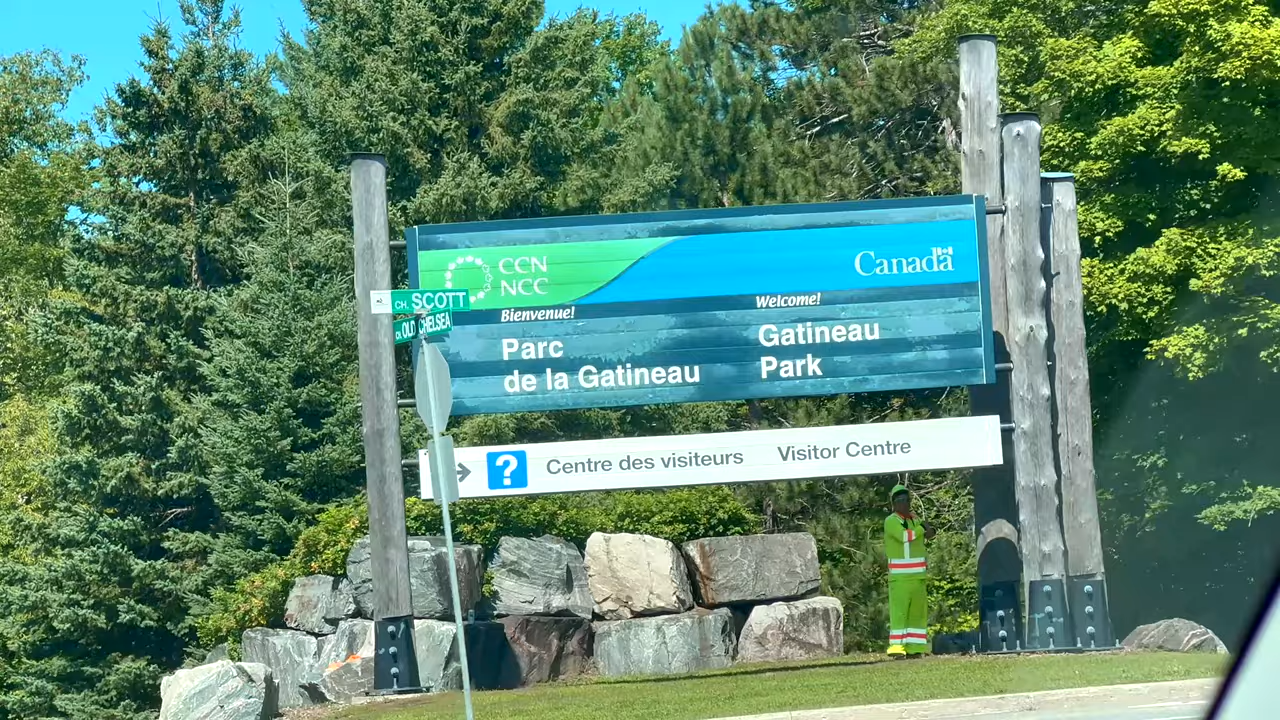 CCN
NCC
Canada
CH. SCOTT
CH. OLD CHELSEA
Bienvenue!
Welcome!
Parc
de la Gatineau
Gatineau
Park
? Centre des visiteurs Visitor Centre